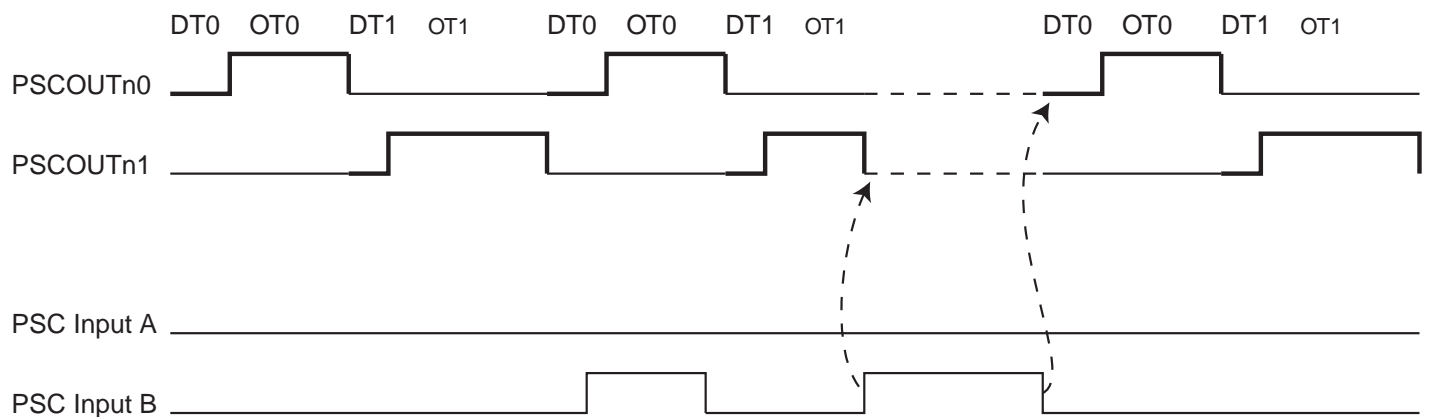 DT0 OT0 DT1 OT1 DT0 OT0 DT1 OT1 DT0 OT0 DT1 OT1
PSCOUTn0
PSCOUTn1
PSC Input A
PSC Input B